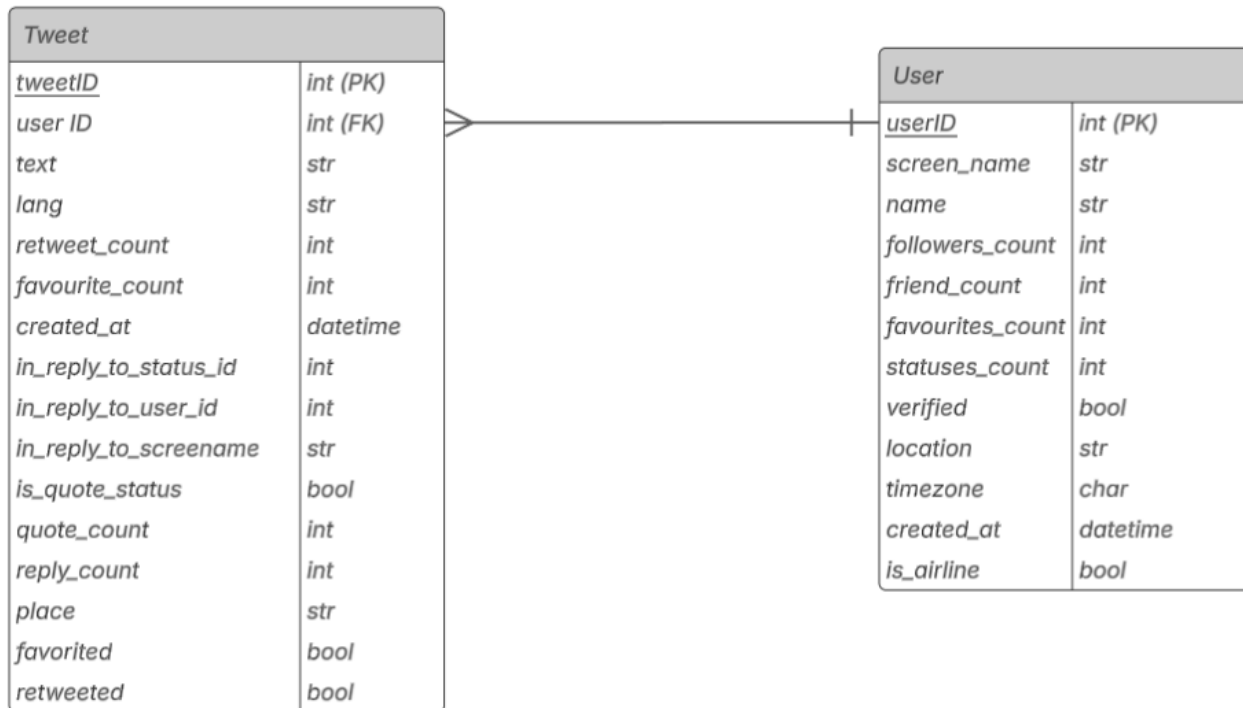 Tweet
tweetID int (PK)
user ID int (FK)
text str
lang str
retweet_count int
favourite_count int
created_at datetime
in_reply_to_status_id int
in_reply_to_user_id int
in_reply_to_screename str
is_quote_status bool
quote_count int
reply_count int
place str
favorited bool
retweeted bool
User
userID int (PK)
screen_name str
name str
followers_count int
friend_count int
favourites_count int
statuses_count int
verified bool
location str
timezone char
created_at datetime
is_airline bool